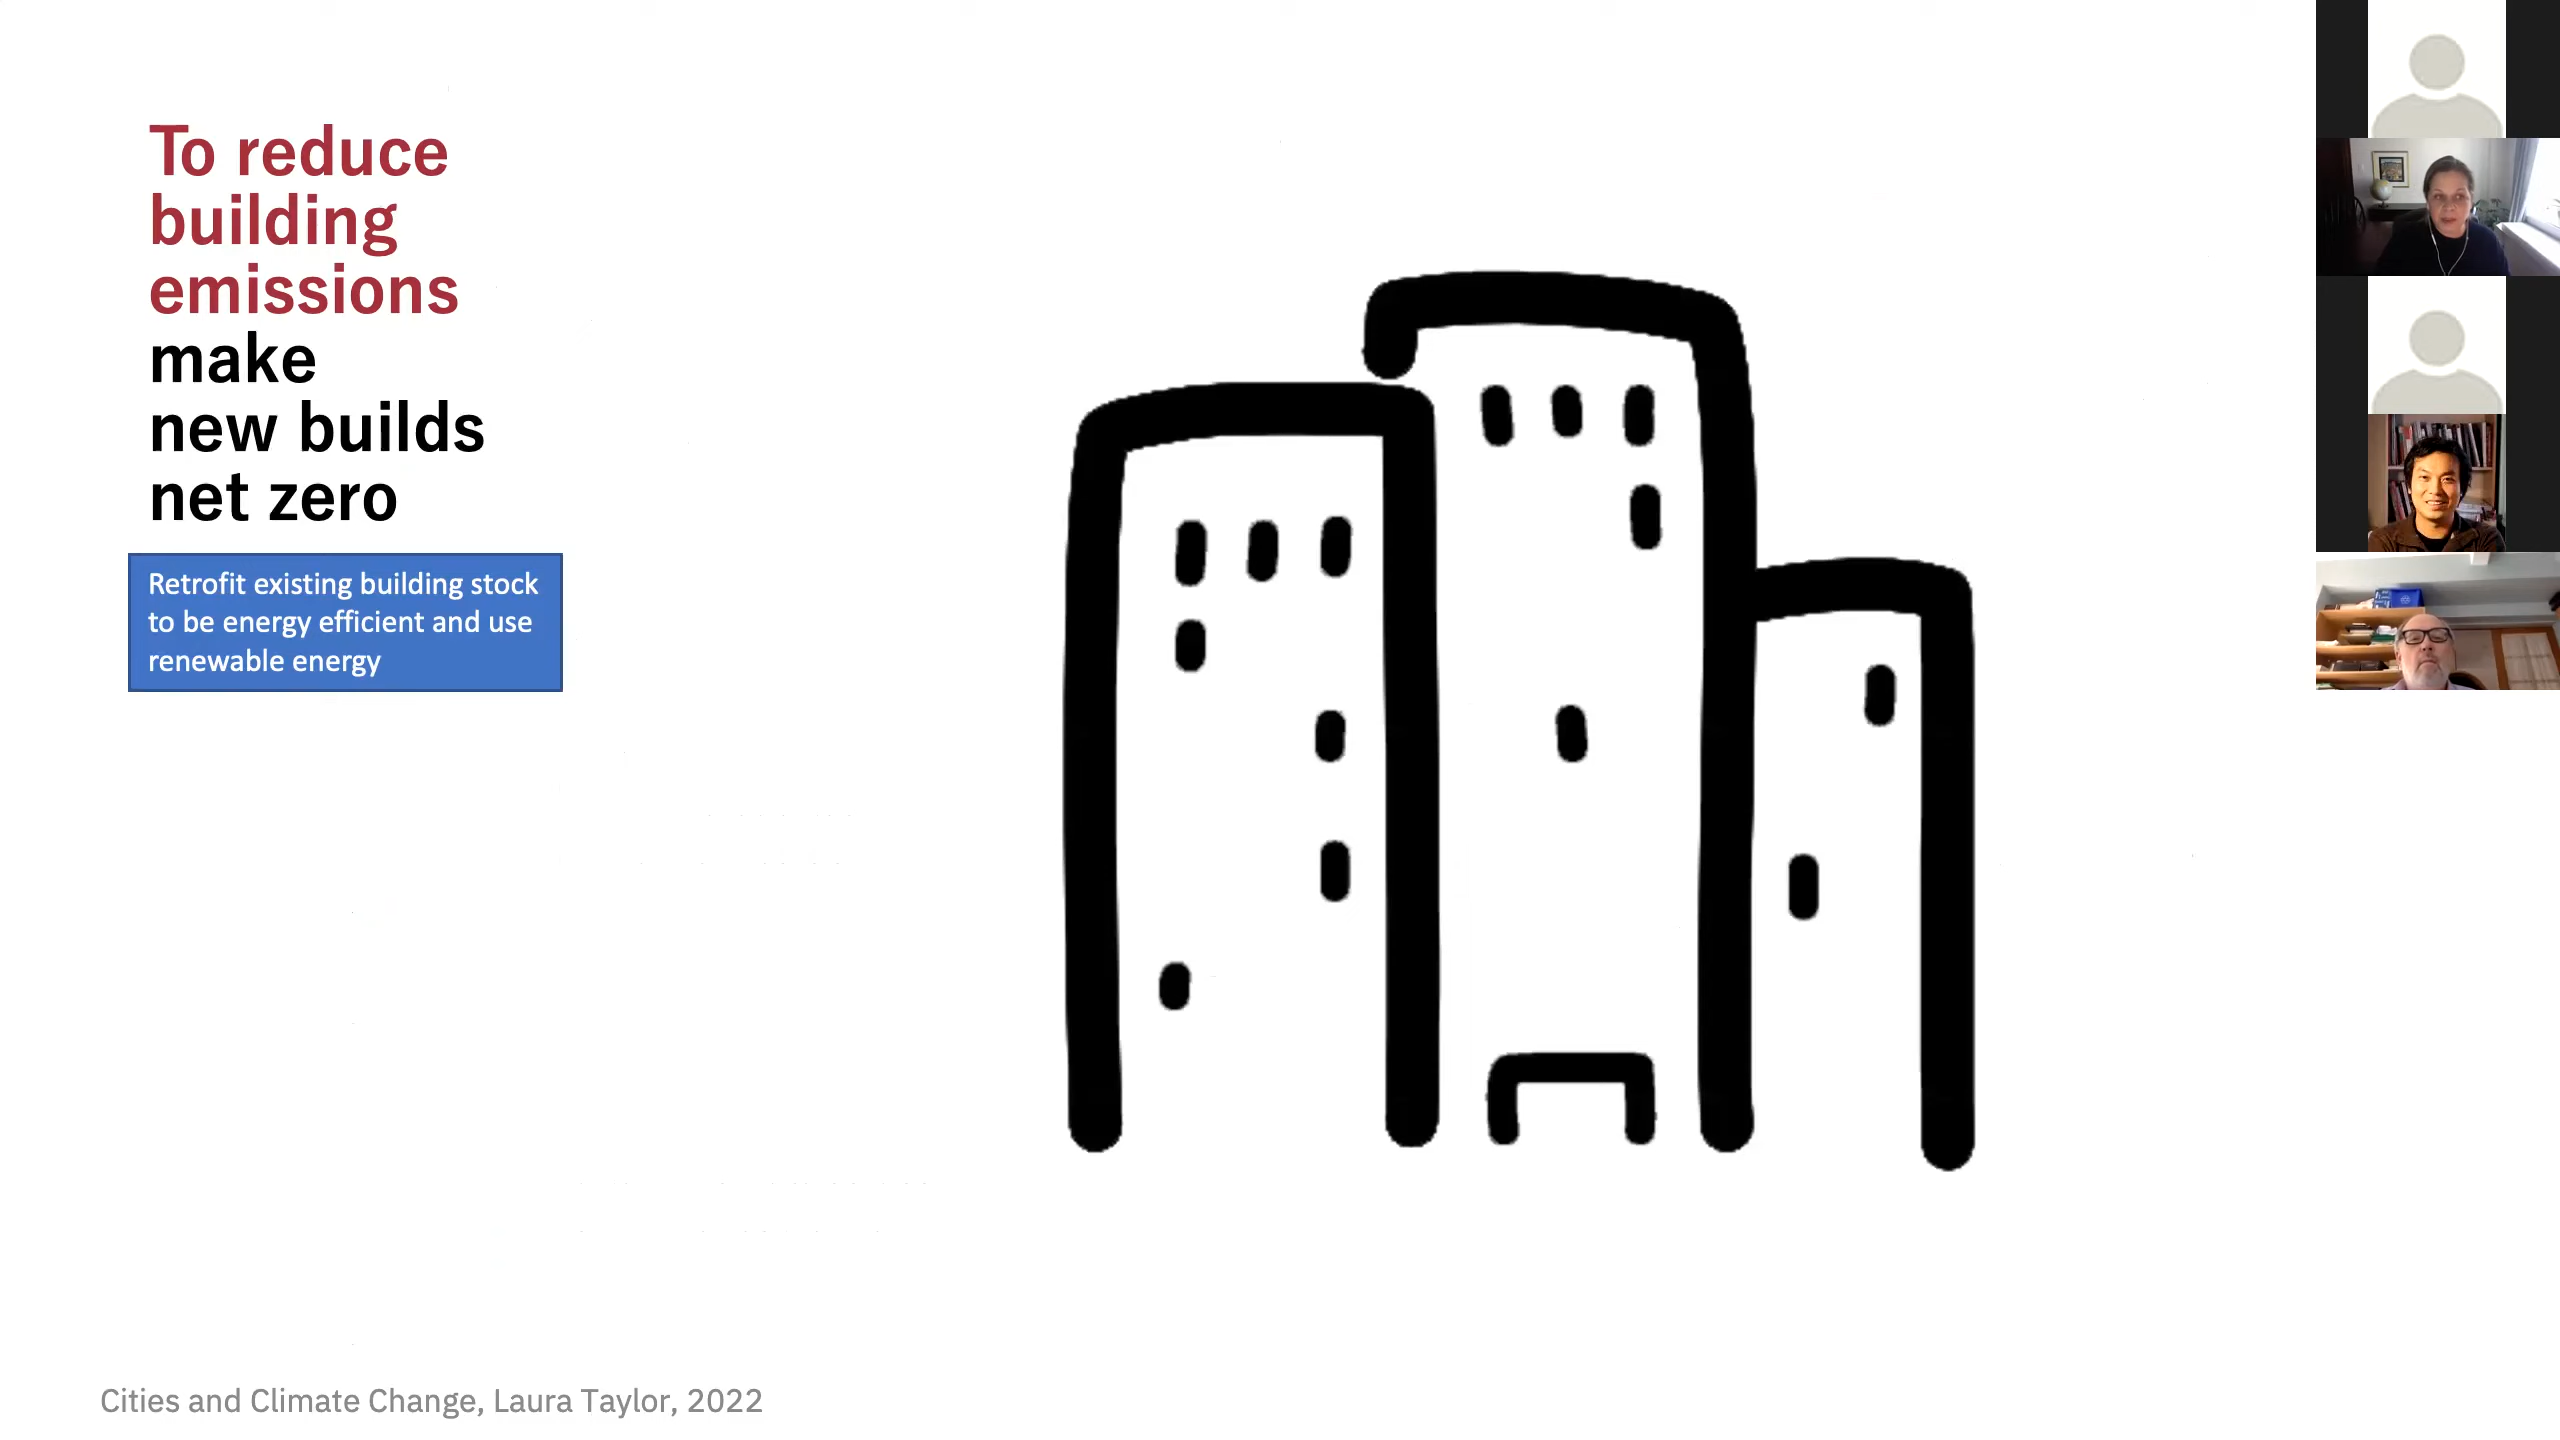 To reduce
building
emissions
make
new builds
net zero
Retrofit existing building stock
to be energy efficient and use
renewable energy
Cities and Climate Change, Laura Taylor, 2022